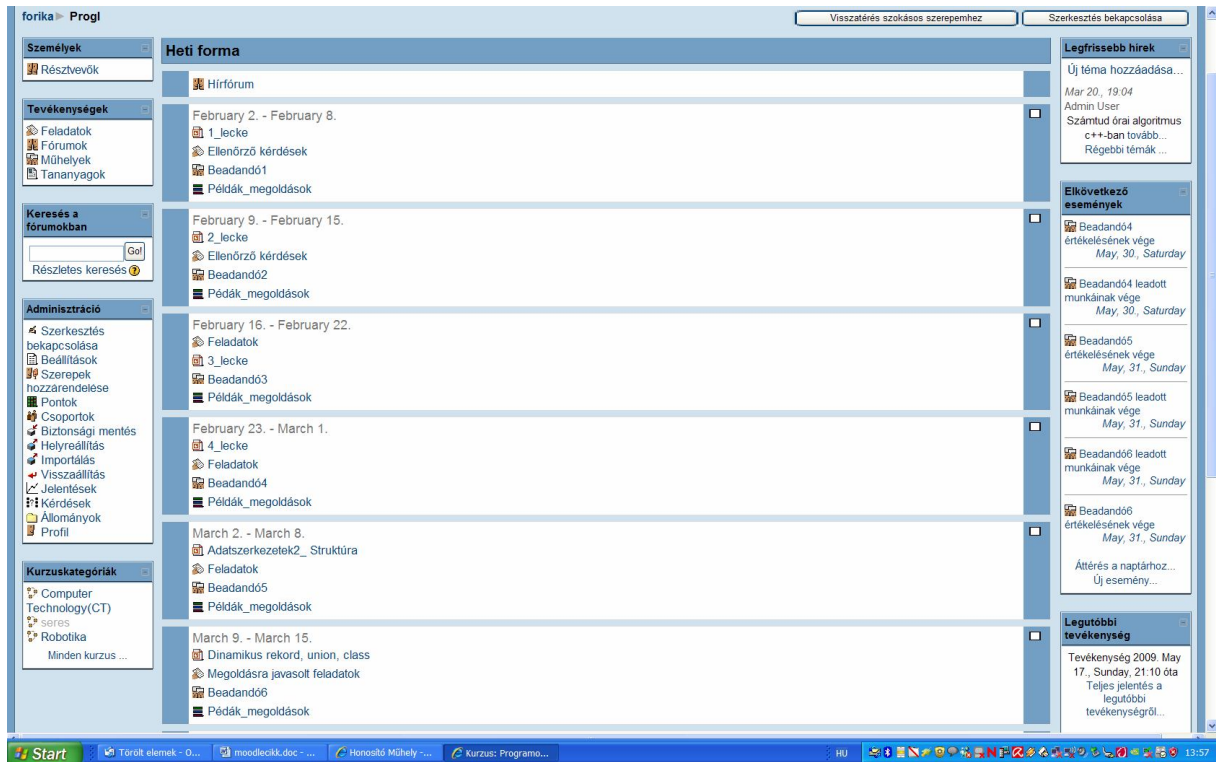 forika ► ProgI
Visszatérés szokásos szerepemhez
Szerkesztés bekapcsolása
Személyek
Résztvevők
Tevékenységek
Feladatok
Fórumok
Műhelyek
Tananyagok
Keresés a
fórumokban
Go!
Részletes keresés
Adminisztráció
Szerkesztés
bekapcsolása
Beállítások
Szerepek
hozzárendelése
Pontok
Csoportok
Biztonsági mentés
Helyreállítás
Importálás
Visszaállítás
Jelentések
Kérdések
Állományok
Profil
Kurzuskategóriák
Computer
Technology(CT)
seres
Robotika
Minden kurzus ...
Heti forma
Hírfórum
February 2. - February 8.
1_lecke
Ellenőrző kérdések
Beadandó1
Példák_megoldások
February 9. - February 15.
2_lecke
Ellenőrző kérdések
Beadandó2
Pédák_megoldások
February 16. - February 22.
Feladatok
3_lecke
Beadandó3
Példák_megoldások
February 23. - March 1.
4_lecke
Feladatok
Beadandó4
Példák_megoldások
March 2. - March 8.
Adatszerkezetek2_ Struktúra
Feladatok
Beadandó5
Példák_megoldások
March 9. - March 15.
Dinamikus rekord, union, class
Megoldásra javasolt feladatok
Beadandó6
Pédák_megoldások
Legfrissebb hírek
Új téma hozzáadása...
Mar 20., 19:04
Admin User
Számtud órai algoritmus
c++-ban tovább...
Régebbi témák ...
Elkövetkező
események
Beadandó4
értékelésének vége
May, 30., Saturday
Beadandó4 leadott
munkáinak vége
May, 30., Saturday
Beadandó5
értékelésének vége
May, 31., Sunday
Beadandó5 leadott
munkáinak vége
May, 31., Sunday
Beadandó6 leadott
munkáinak vége
May, 31., Sunday
Beadandó6
értékelésének vége
May, 31., Sunday
Áttérés a naptárhoz...
Új esemény...
Legutóbbi
tevékenység
Tevékenység 2009. May
17., Sunday, 21:10 óta
Teljes jelentés a
legutóbbi
tevékenységről...
Start
Törölt elemek - O...
moodlecikk.doc - ...
Honosító Műhely -...
Kurzus: Programo...
HU
13:57